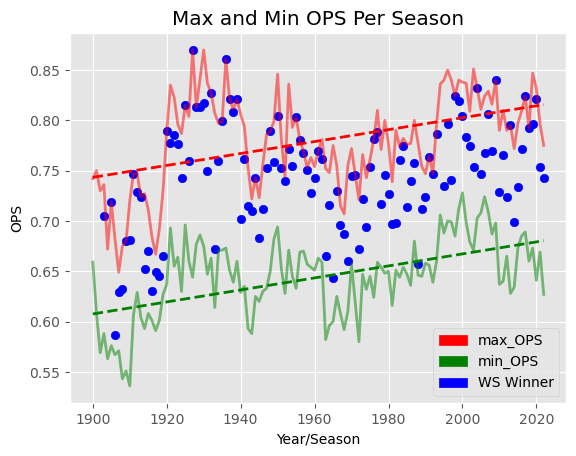 Max and Min OPS Per Season
0.85
0.80
0.75
0.70
0.65
0.60
0.55
OPS
max_OPS
min_OPS
WS Winner
1900 1920 1940 1960 1980 2000 2020
Year/Season